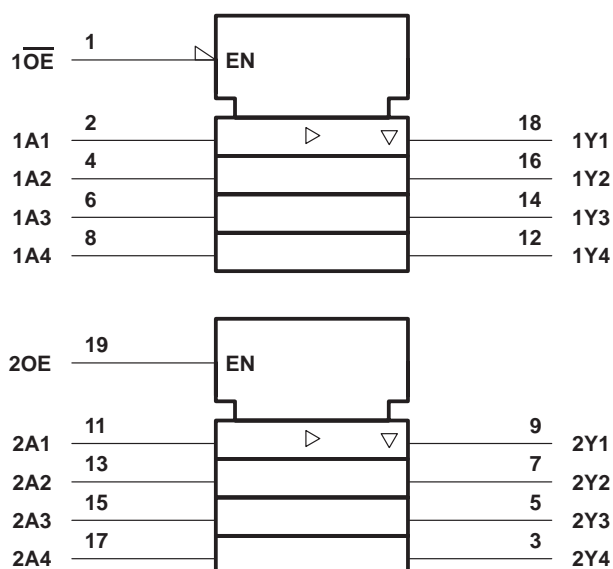 1O̅E̅ 1 EN
1A1 2 18 1Y1
1A2 4 16 1Y2
1A3 6 14 1Y3
1A4 8 12 1Y4
2OE 19 EN
2A1 11 9 2Y1
2A2 13 7 2Y2
2A3 15 5 2Y3
2A4 17 3 2Y4